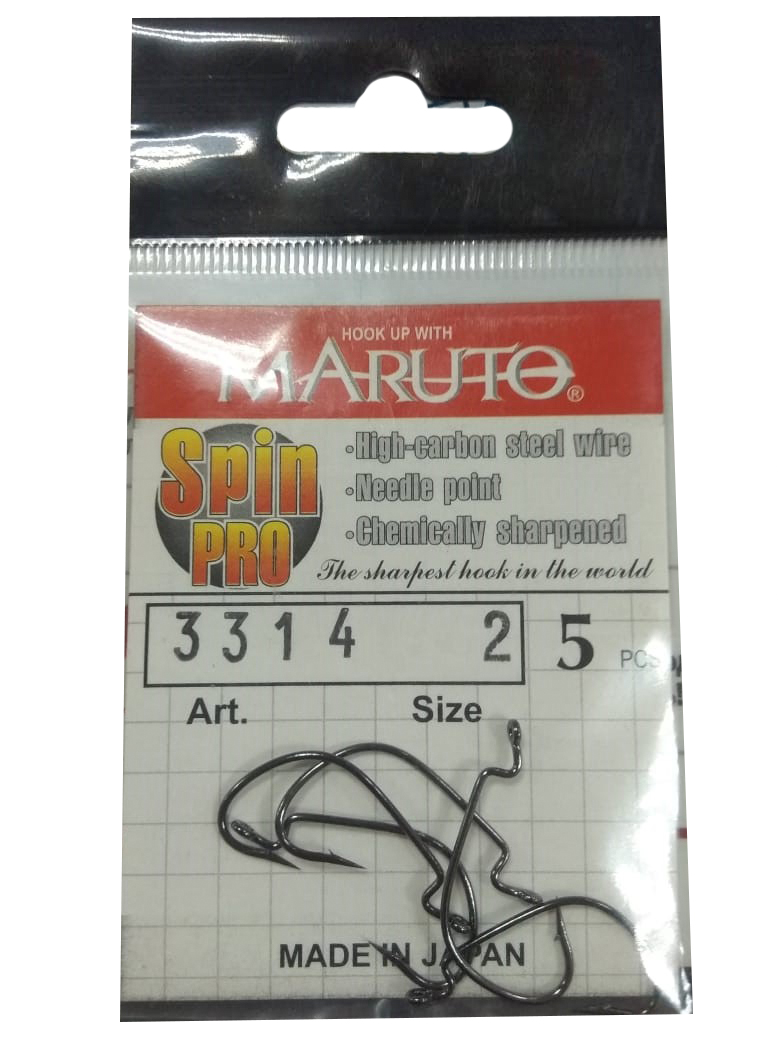 HOOK UP WITH
MARUTO®
Spin
PRO
•High-carbon steel wire
•Needle point
•Chemically sharpened
The sharpest hook in the world
3314 2 5 PCS
Art. Size
MADE IN JAPAN